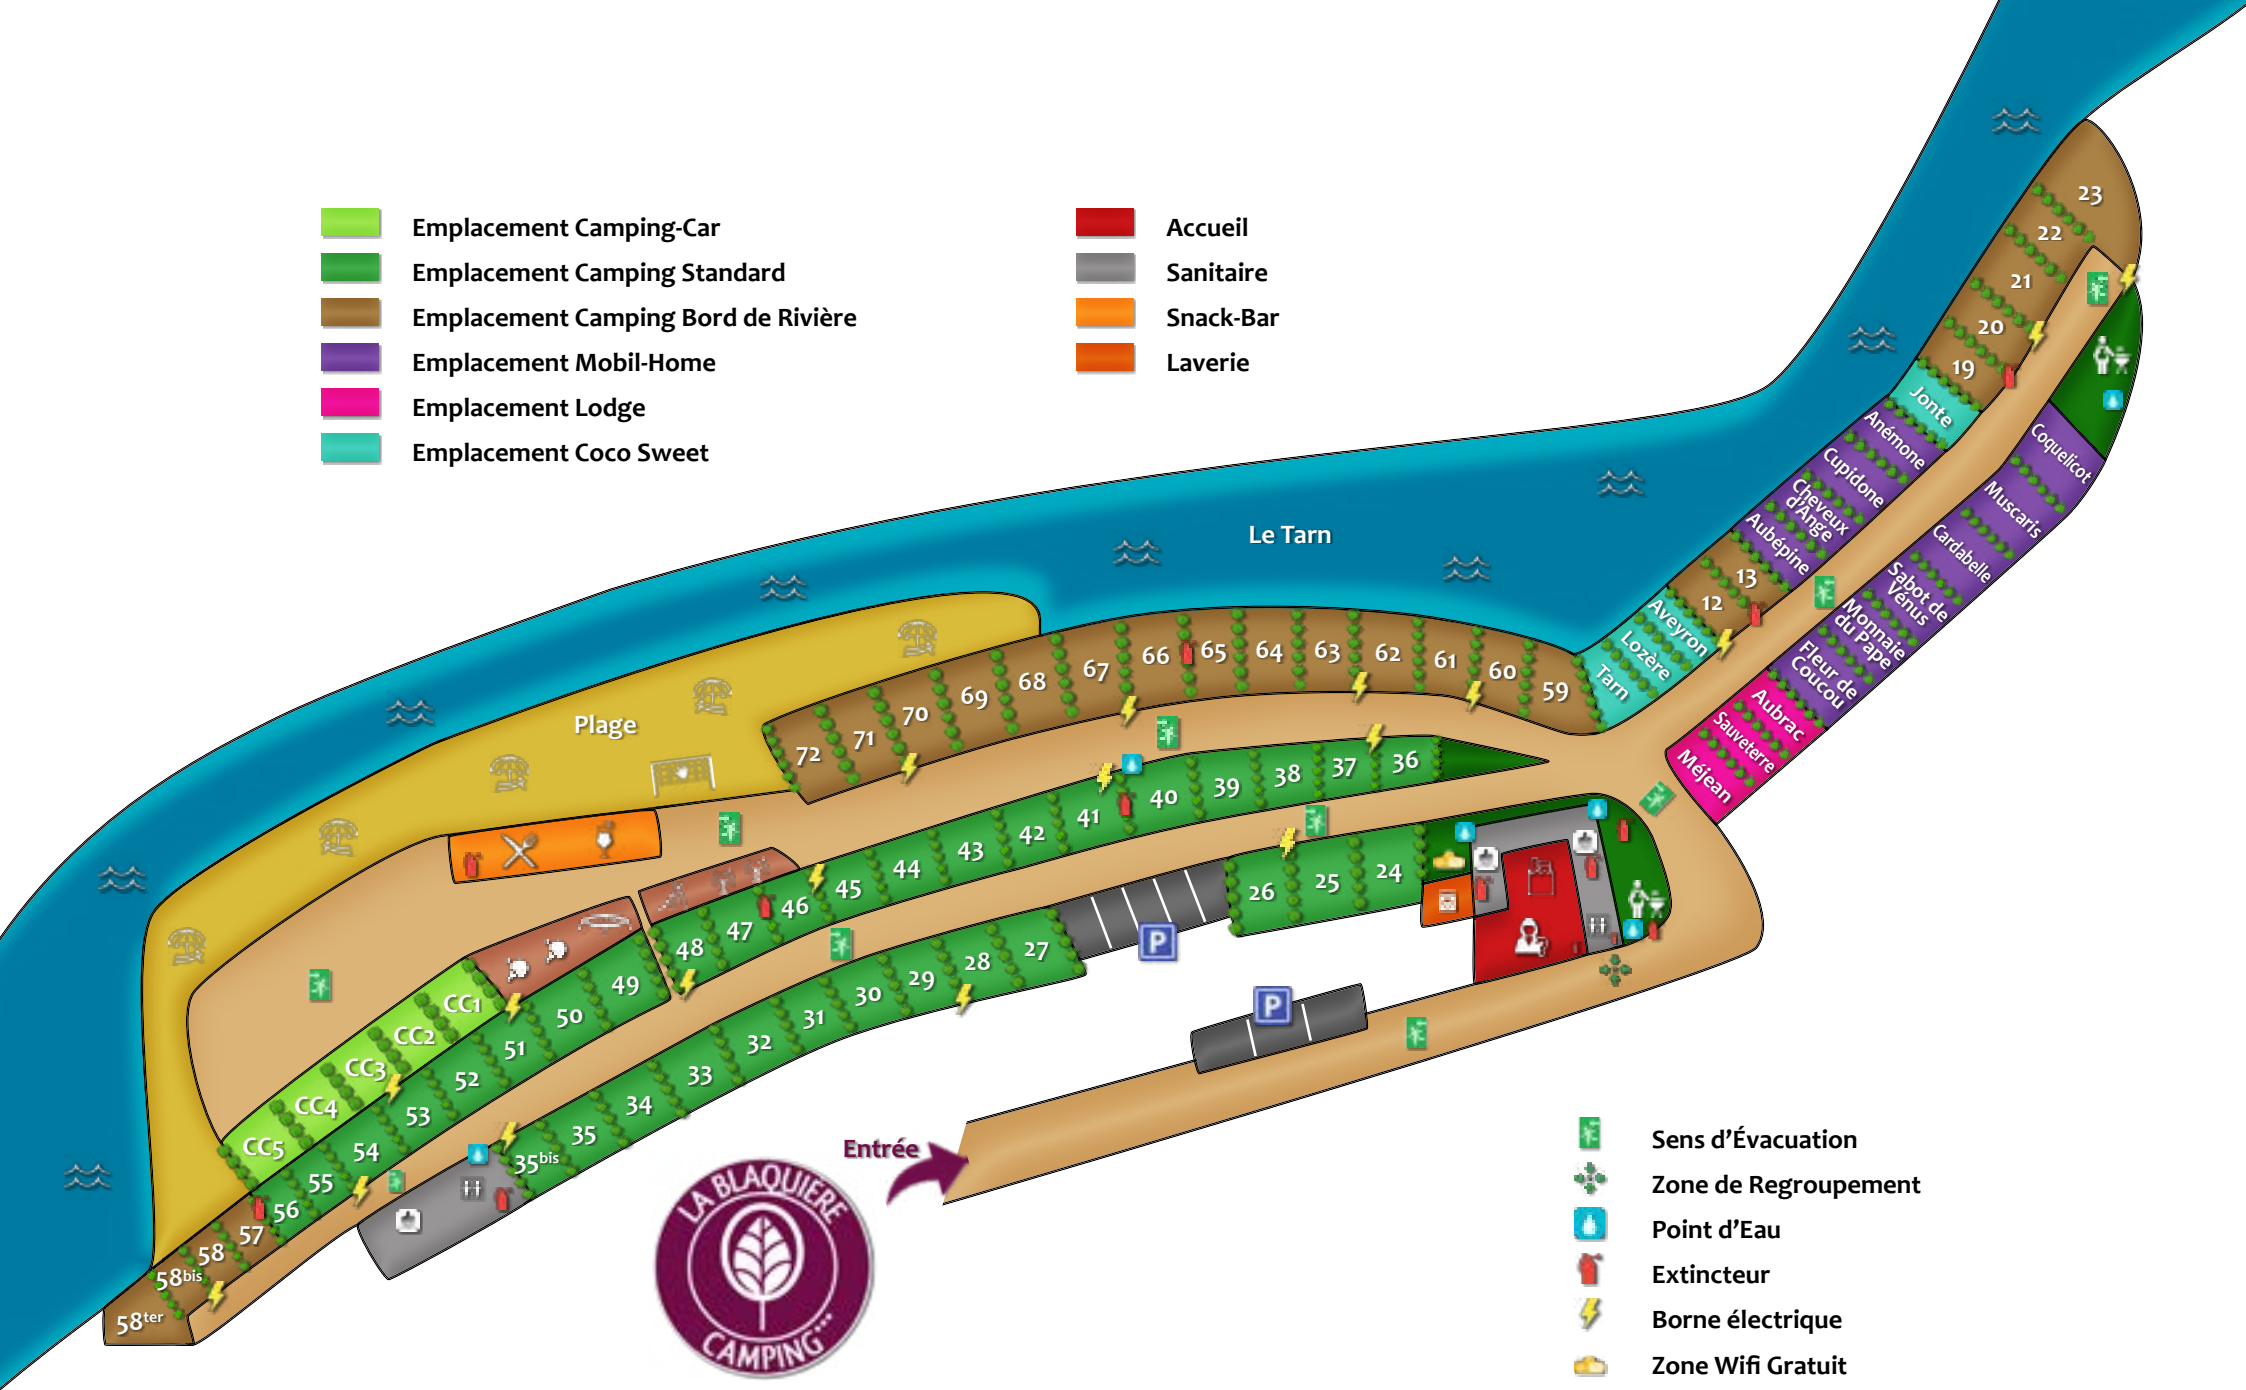 Emplacement Camping-Car
Emplacement Camping Standard
Emplacement Camping Bord de Rivière
Emplacement Mobil-Home
Emplacement Lodge
Emplacement Coco Sweet
Accueil
Sanitaire
Snack-Bar
Laverie
23
22
21
20
19
Jonte
Anémone
Cupidone
Cheveux
d'Ange
Aubépine
13
12
Aveyron
Lozère
Tarn
Coquelicot
Muscaris
Cardabelle
Sabot de
Vénus
Monnaie
du Pape
Fleur de
Coucou
Aubrac
Sauveterre
Méjean
Le Tarn
Plage
72
71
70
69
68
67
66
65
64
63
62
61
60
59
48
47
46
45
44
43
42
41
40
39
38
37
36
26
25
24
P
P
CC1
CC2
CC3
CC4
CC5
49
50
51
52
53
54
55
56
57
58
58bis
58ter
35bis
35
34
33
32
31
30
29
28
27
Entrée
LA BLAQUIERE
CAMPING***
Sens d'Évacuation
Zone de Regroupement
Point d'Eau
Extincteur
Borne électrique
Zone Wifi Gratuit